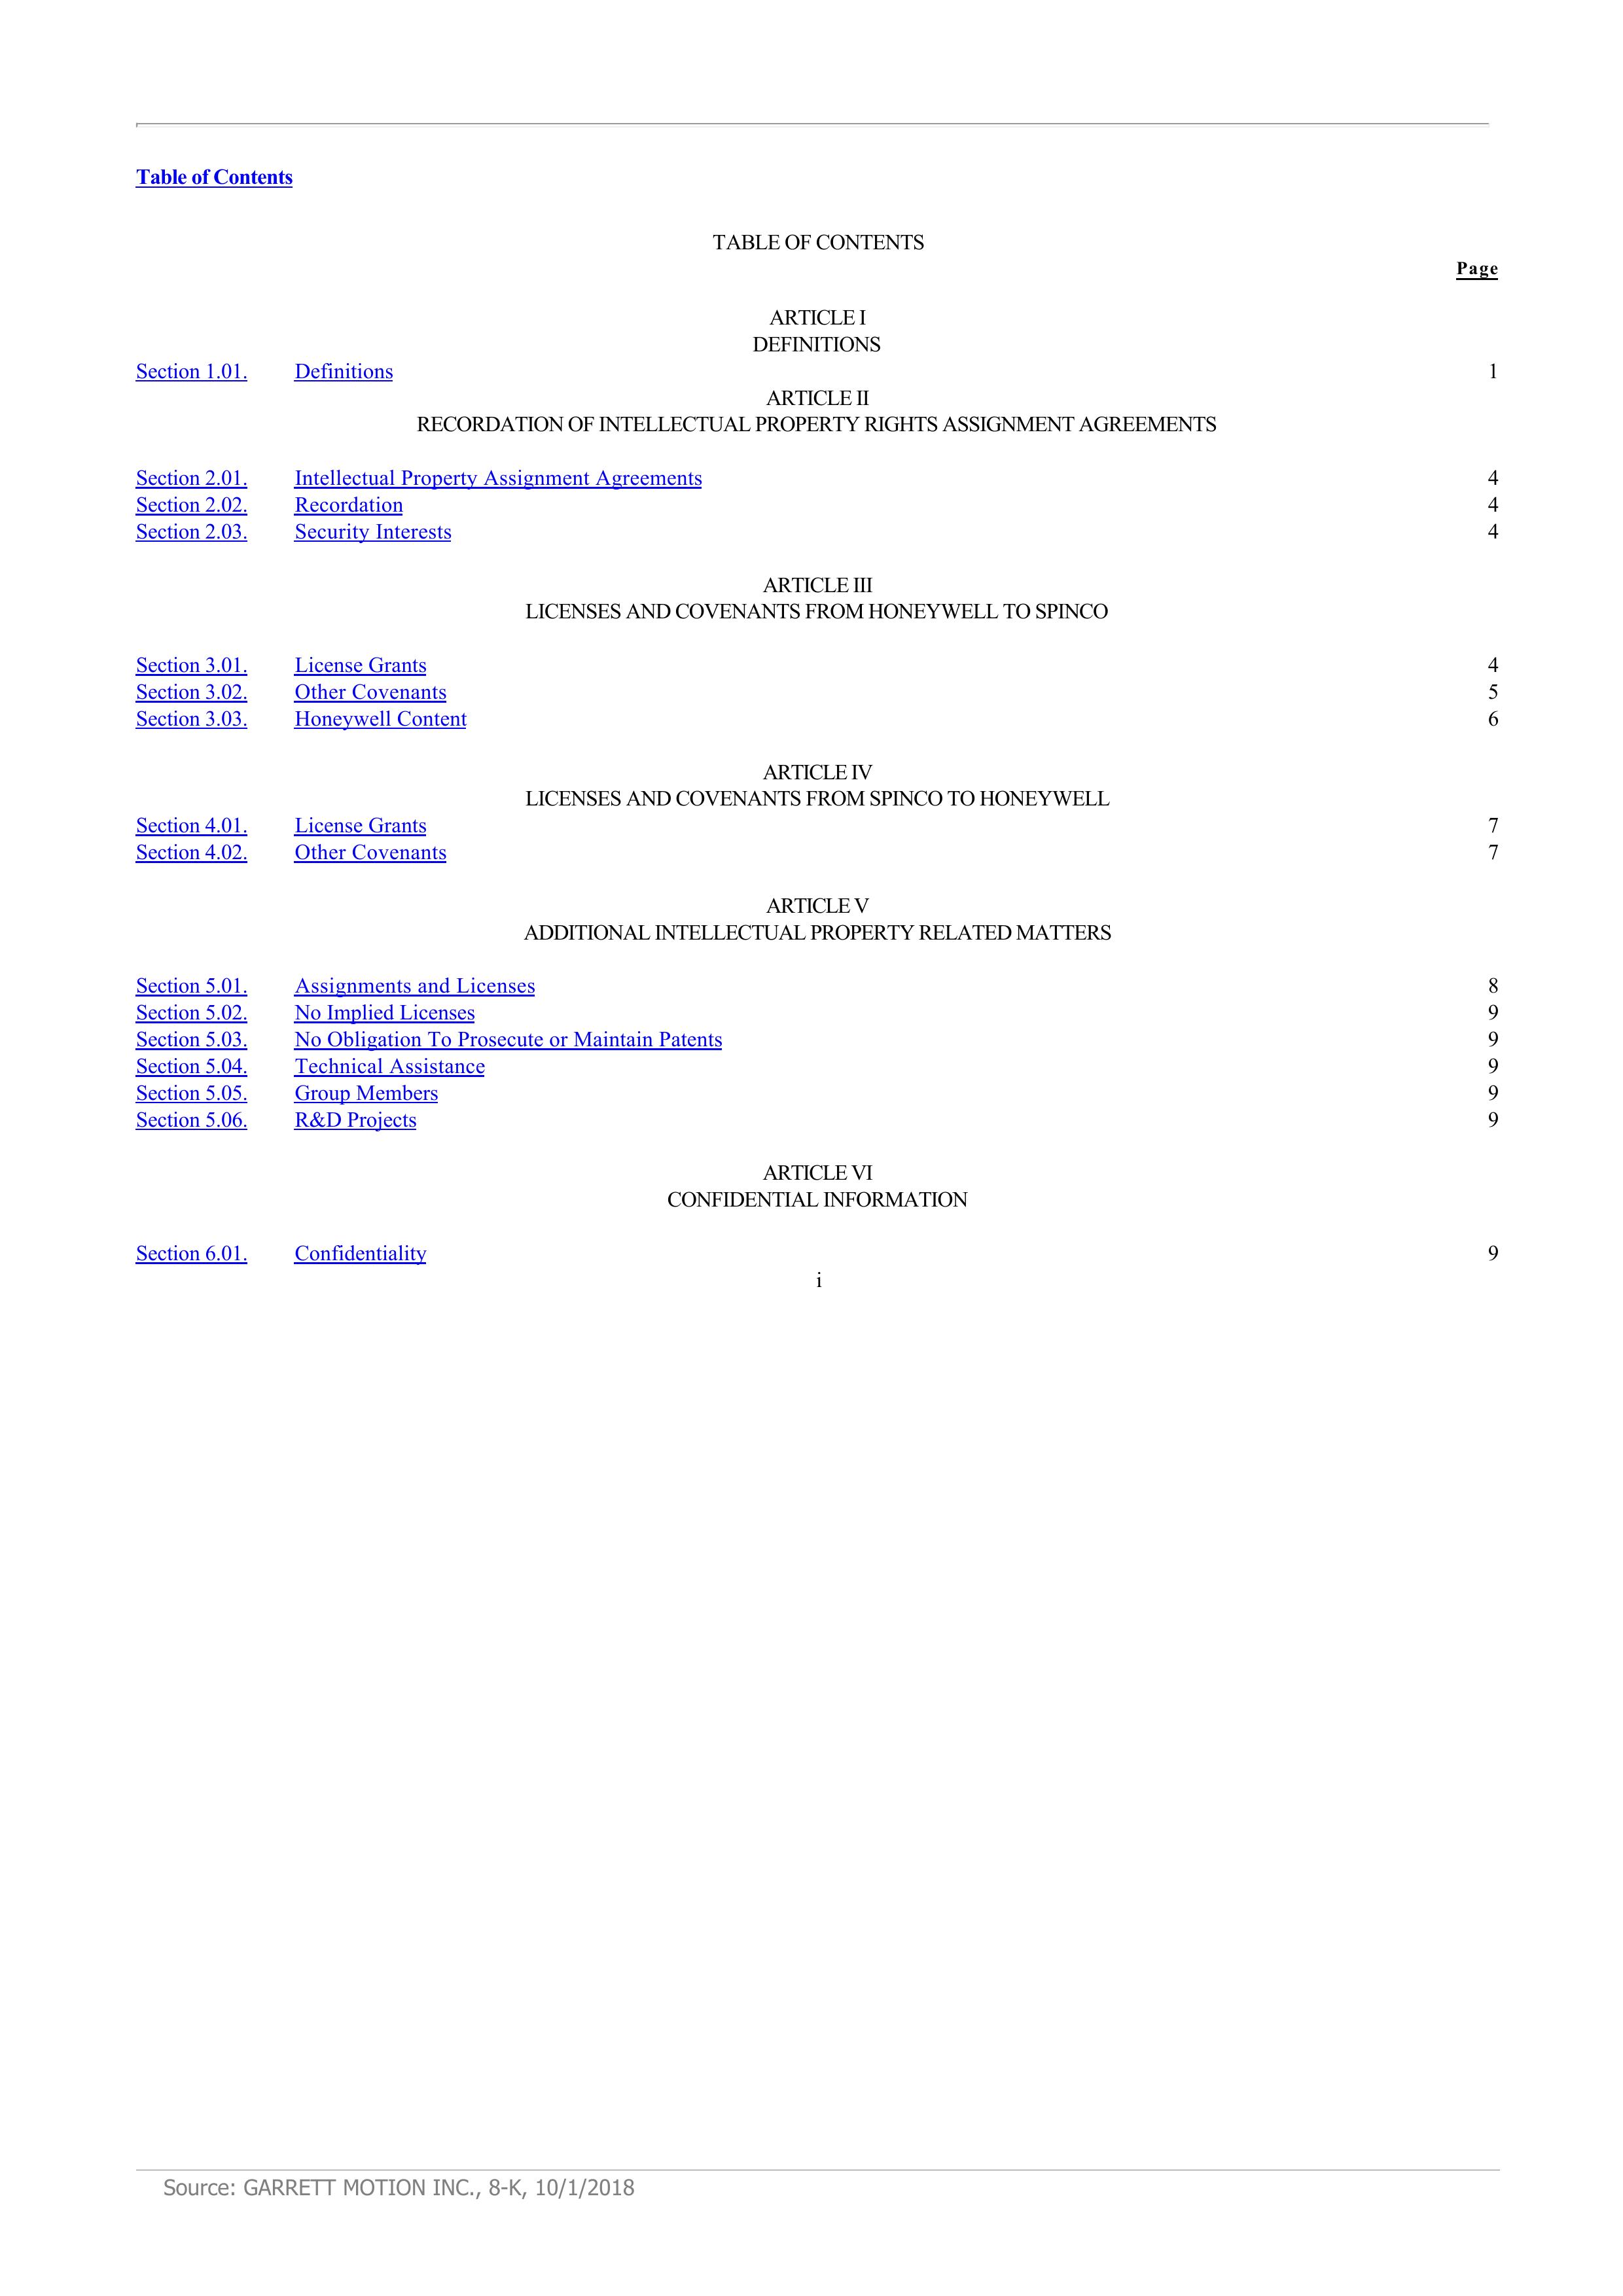 Table of Contents
TABLE OF CONTENTS
Page
ARTICLE I
DEFINITIONS
Section 1.01. Definitions 1
ARTICLE II
RECORDATION OF INTELLECTUAL PROPERTY RIGHTS ASSIGNMENT AGREEMENTS
Section 2.01. Intellectual Property Assignment Agreements 4
Section 2.02. Recordation 4
Section 2.03. Security Interests 4
ARTICLE III
LICENSES AND COVENANTS FROM HONEYWELL TO SPINCO
Section 3.01. License Grants 4
Section 3.02. Other Covenants 5
Section 3.03. Honeywell Content 6
ARTICLE IV
LICENSES AND COVENANTS FROM SPINCO TO HONEYWELL
Section 4.01. License Grants 7
Section 4.02. Other Covenants 7
ARTICLE V
ADDITIONAL INTELLECTUAL PROPERTY RELATED MATTERS
Section 5.01. Assignments and Licenses 8
Section 5.02. No Implied Licenses 9
Section 5.03. No Obligation To Prosecute or Maintain Patents 9
Section 5.04. Technical Assistance 9
Section 5.05. Group Members 9
Section 5.06. R&D Projects 9
ARTICLE VI
CONFIDENTIAL INFORMATION
Section 6.01. Confidentiality 9
i
Source: GARRETT MOTION INC., 8-K, 10/1/2018